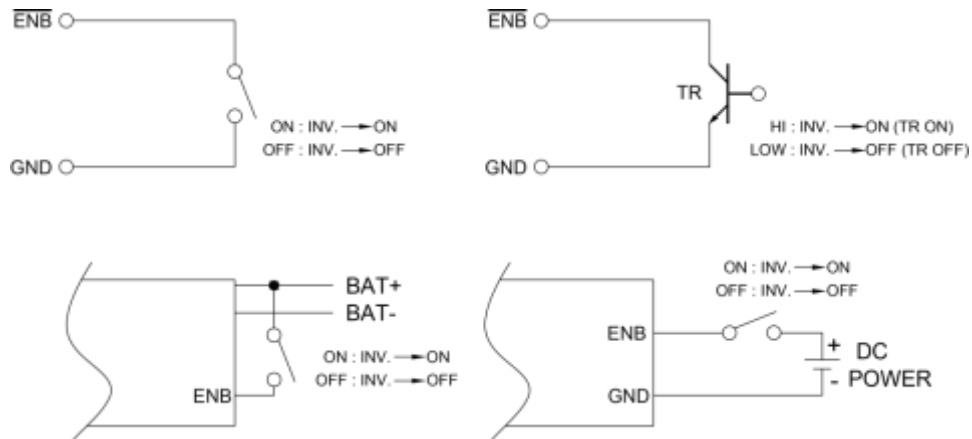 E̅N̅B̅
ON : INV. → ON
OFF : INV. → OFF
GND
E̅N̅B̅
TR
HI : INV. → ON (TR ON)
LOW : INV. → OFF (TR OFF)
GND
BAT+
BAT-
ON : INV. → ON
OFF : INV. → OFF
ENB
ON : INV. → ON
OFF : INV. → OFF
ENB
+
DC
- POWER
GND